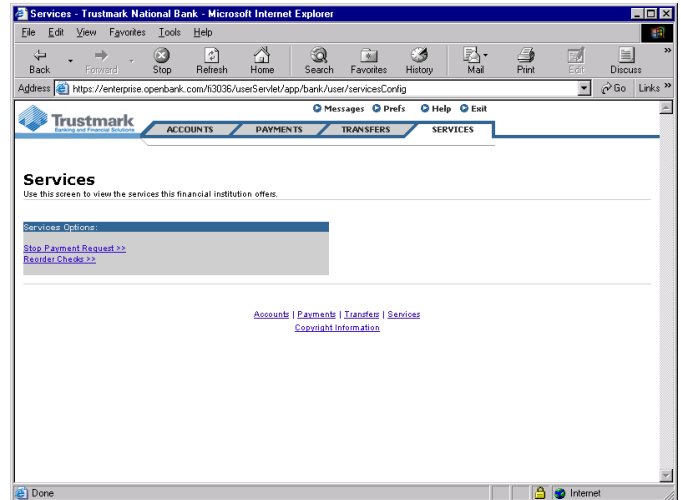 Services - Trustmark National Bank - Microsoft Internet Explorer
File Edit View Favorites Tools Help
Back Forward Stop Refresh Home Search Favorites History Mail Print Edit Discuss »
Address https://enterprise.openbank.com/fi3036/userServlet/app/bank/user/servicesConfig Go Links »
Messages Prefs Help Exit
Trustmark
Banking and Financial Solutions
ACCOUNTS PAYMENTS TRANSFERS SERVICES
Services
Use this screen to view the services this financial institution offers.
Services Options:
Stop Payment Request >>
Reorder Checks >>
Accounts | Payments | Transfers | Services
Copyright Information
Done Internet